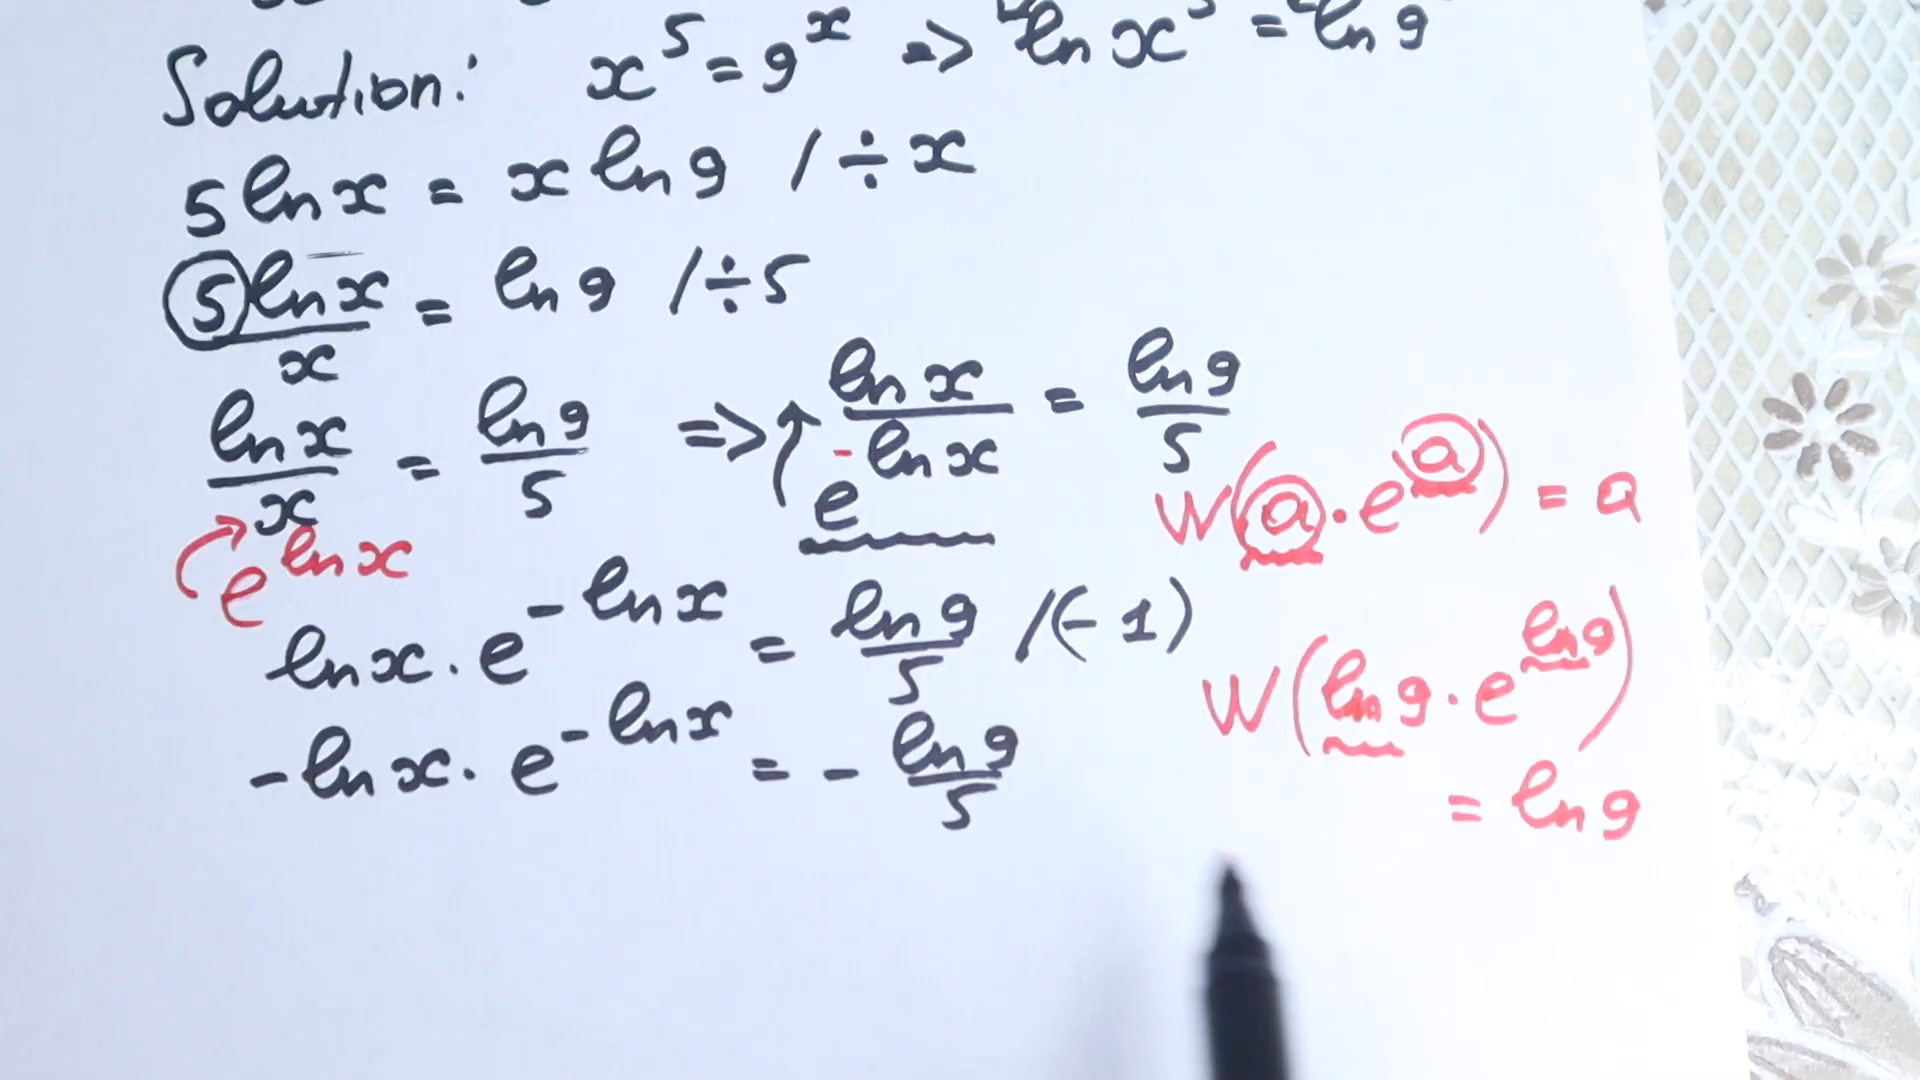 Solution: x^5 = 9^x => ln x^5 = ln 9
5 ln x = x ln 9 / ÷ x
5 ln x / x = ln 9 / ÷ 5
ln x / x = ln 9 / 5 => ln x / e^-ln x = ln 9 / 5
e^ln x
W(a · e^a) = a
ln x · e^-ln x = ln 9 / 5 /(-1)
W(ln 9 · e^ln 9)
= ln 9
-ln x · e^-ln x = - ln 9 / 5